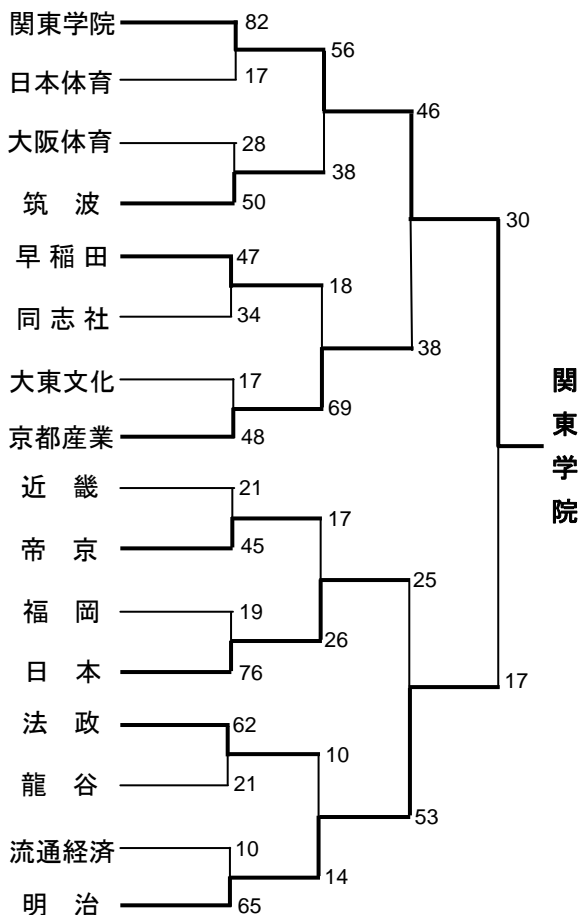 関東学院
82
56
日本体育
17
46
大阪体育
28
38
筑 波
50
30
早 稲 田
47
18
同 志 社
34
38
大東文化
17
69
京都産業
48
関東学院
近 畿
21
17
帝 京
45
25
福 岡
19
26
日 本
76
17
法 政
62
10
龍 谷
21
53
流通経済
10
14
明 治
65